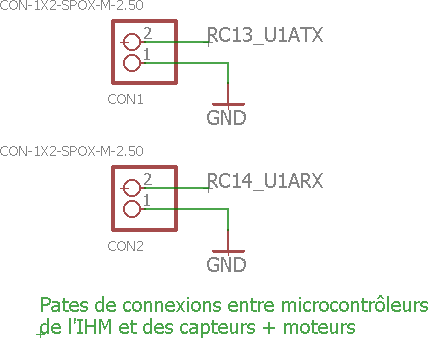 CON-1X2-SPOX-M-2.50
2
RC13_U1ATX
1
CON1
GND
CON-1X2-SPOX-M-2.50
2
RC14_U1ARX
1
CON2
GND
Pates de connexions entre microcontrôleurs
de l'IHM et des capteurs + moteurs